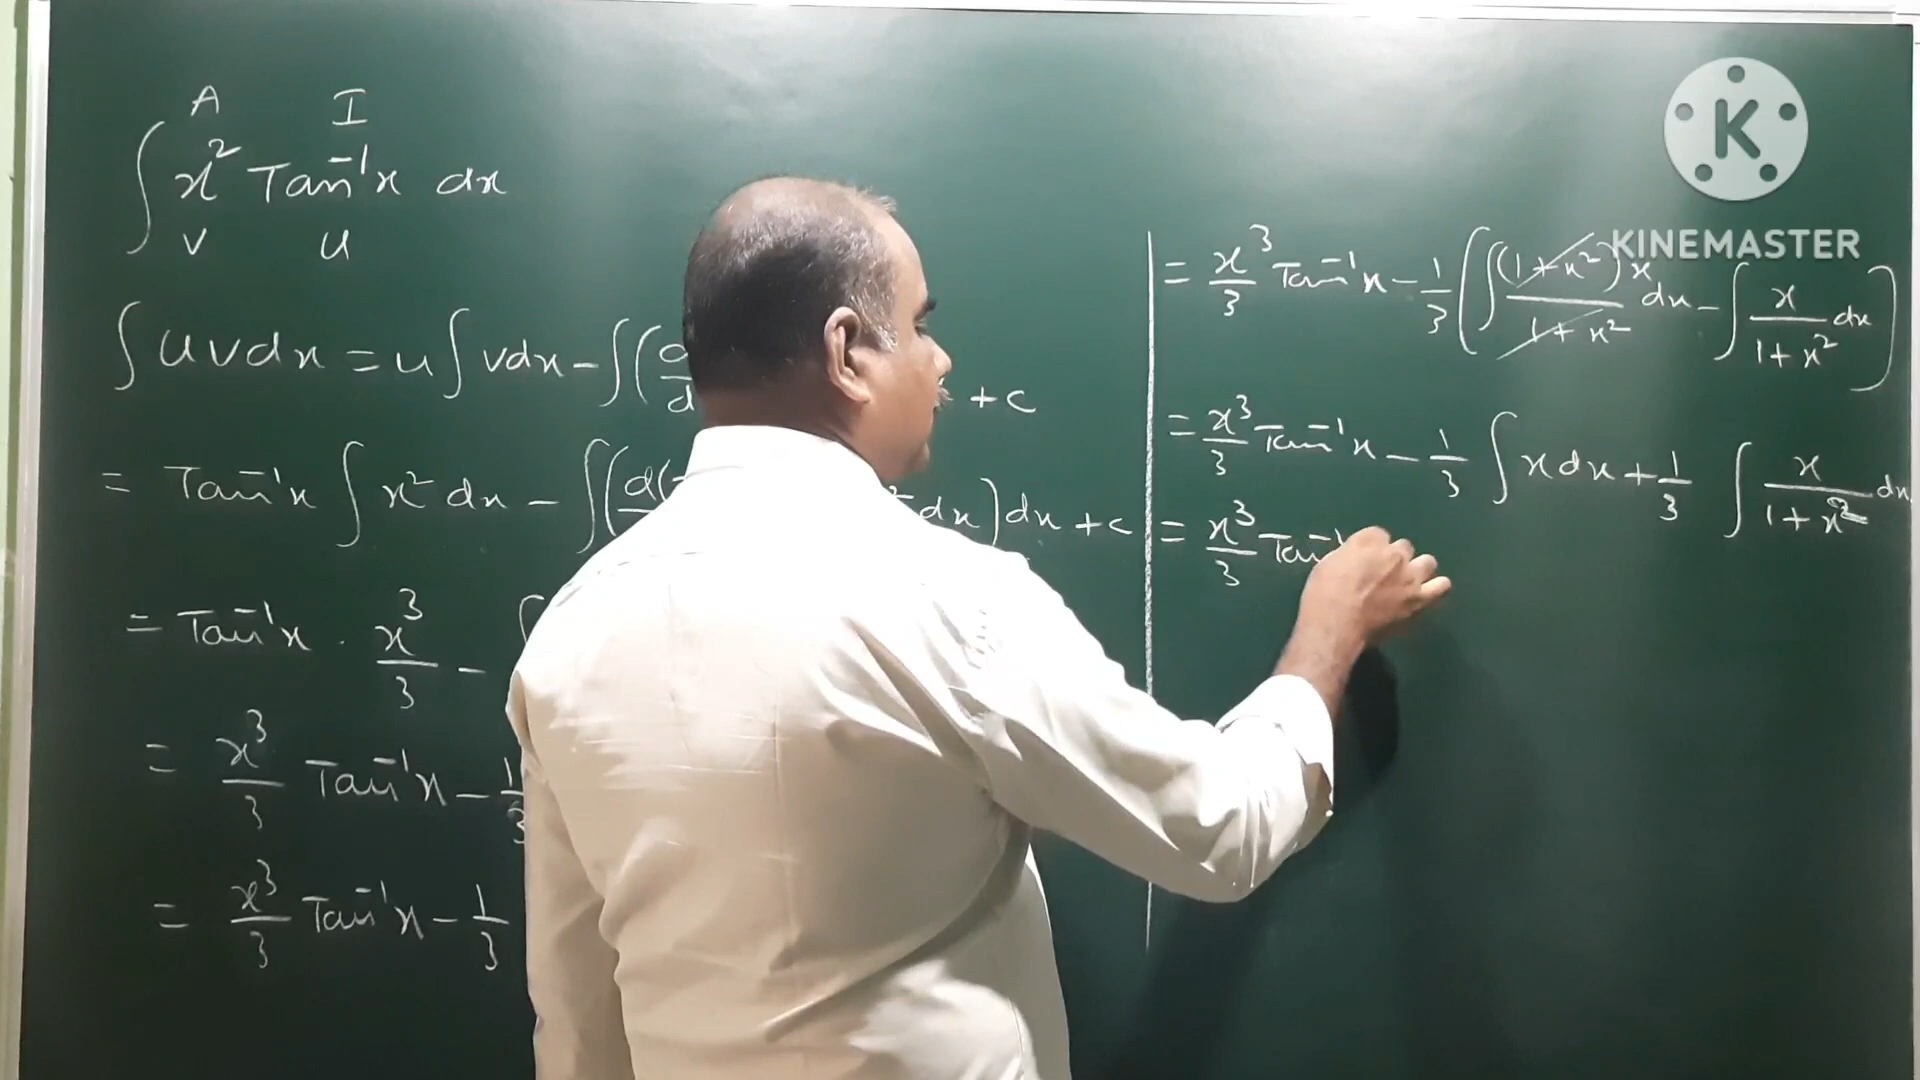 A I
∫ x² Tan⁻¹x dx
V U
∫ u v dx = u ∫ v dx - ∫ ( + c
= Tan⁻¹x ∫ x² dx - ∫ (d( dx) dx + c
= Tan⁻¹x . x³/3 -
= x³/3 Tan⁻¹x - 1/3
= x³/3 Tan⁻¹x - 1/3
KINEMASTER
= x³/3 Tan⁻¹x - 1/3 ( ∫ (1+x²)x/1+x² dx - ∫ x/1+x² dx )
= x³/3 Tan⁻¹x - 1/3 ∫ x dx + 1/3 ∫ x/1+x² dx
= x³/3 Tan⁻¹